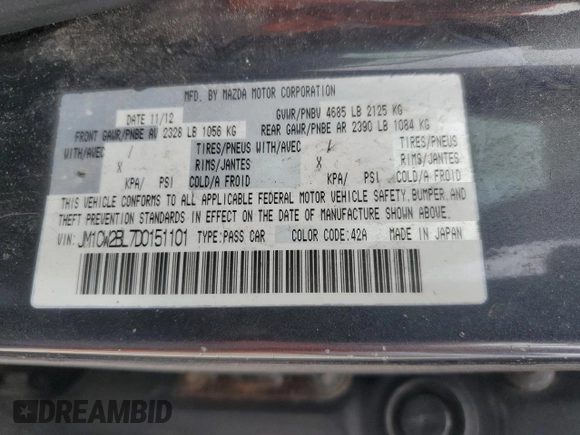 MFD. BY MAZDA MOTOR CORPORATION
DATE 11/12 GVWR/PNBV 4685 LB 2125 KG
FRONT GAWR/PNBE AV 2328 LB 1056 KG REAR GAWR/PNBE AR 2390 LB 1084 KG
WITH/AVEC / TIRES/PNEUS WITH/AVEC / TIRES/PNEUS
X RIMS/JANTES X RIMS/JANTES
KPA/ PSI COLD/A FROID KPA/ PSI COLD/A FROID
THIS VEHICLE CONFORMS TO ALL APPLICABLE FEDERAL MOTOR VEHICLE SAFETY, BUMPER, AND
THEFT PREVENTION STANDARDS IN EFFECT ON THE DATE OF MANUFACTURE SHOWN ABOVE.
VIN: JM1CW2BL7D0151101 TYPE: PASS CAR COLOR CODE: 42A MADE IN JAPAN
DREAMBID